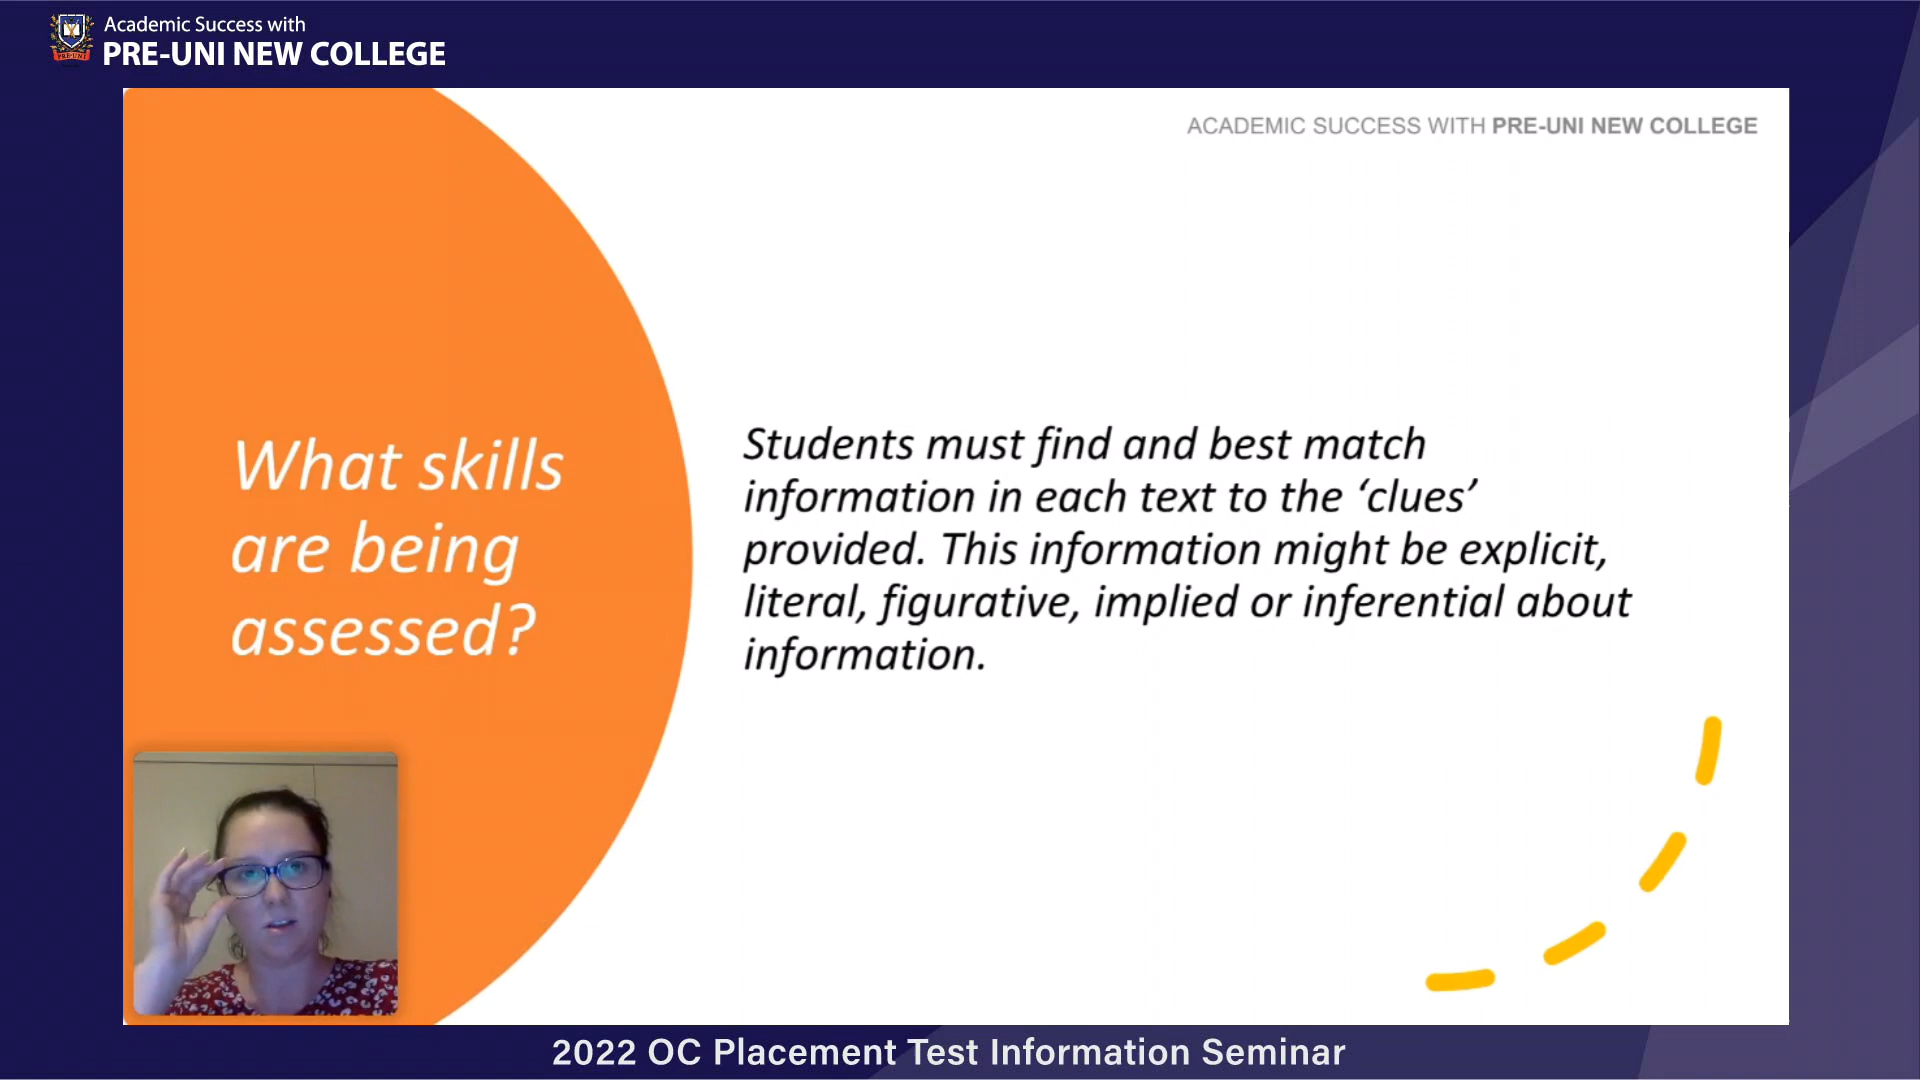 Academic Success with
PRE-UNI NEW COLLEGE
ACADEMIC SUCCESS WITH PRE-UNI NEW COLLEGE
What skills
are being
assessed?
Students must find and best match
information in each text to the ‘clues’
provided. This information might be explicit,
literal, figurative, implied or inferential about
information.
2022 OC Placement Test Information Seminar